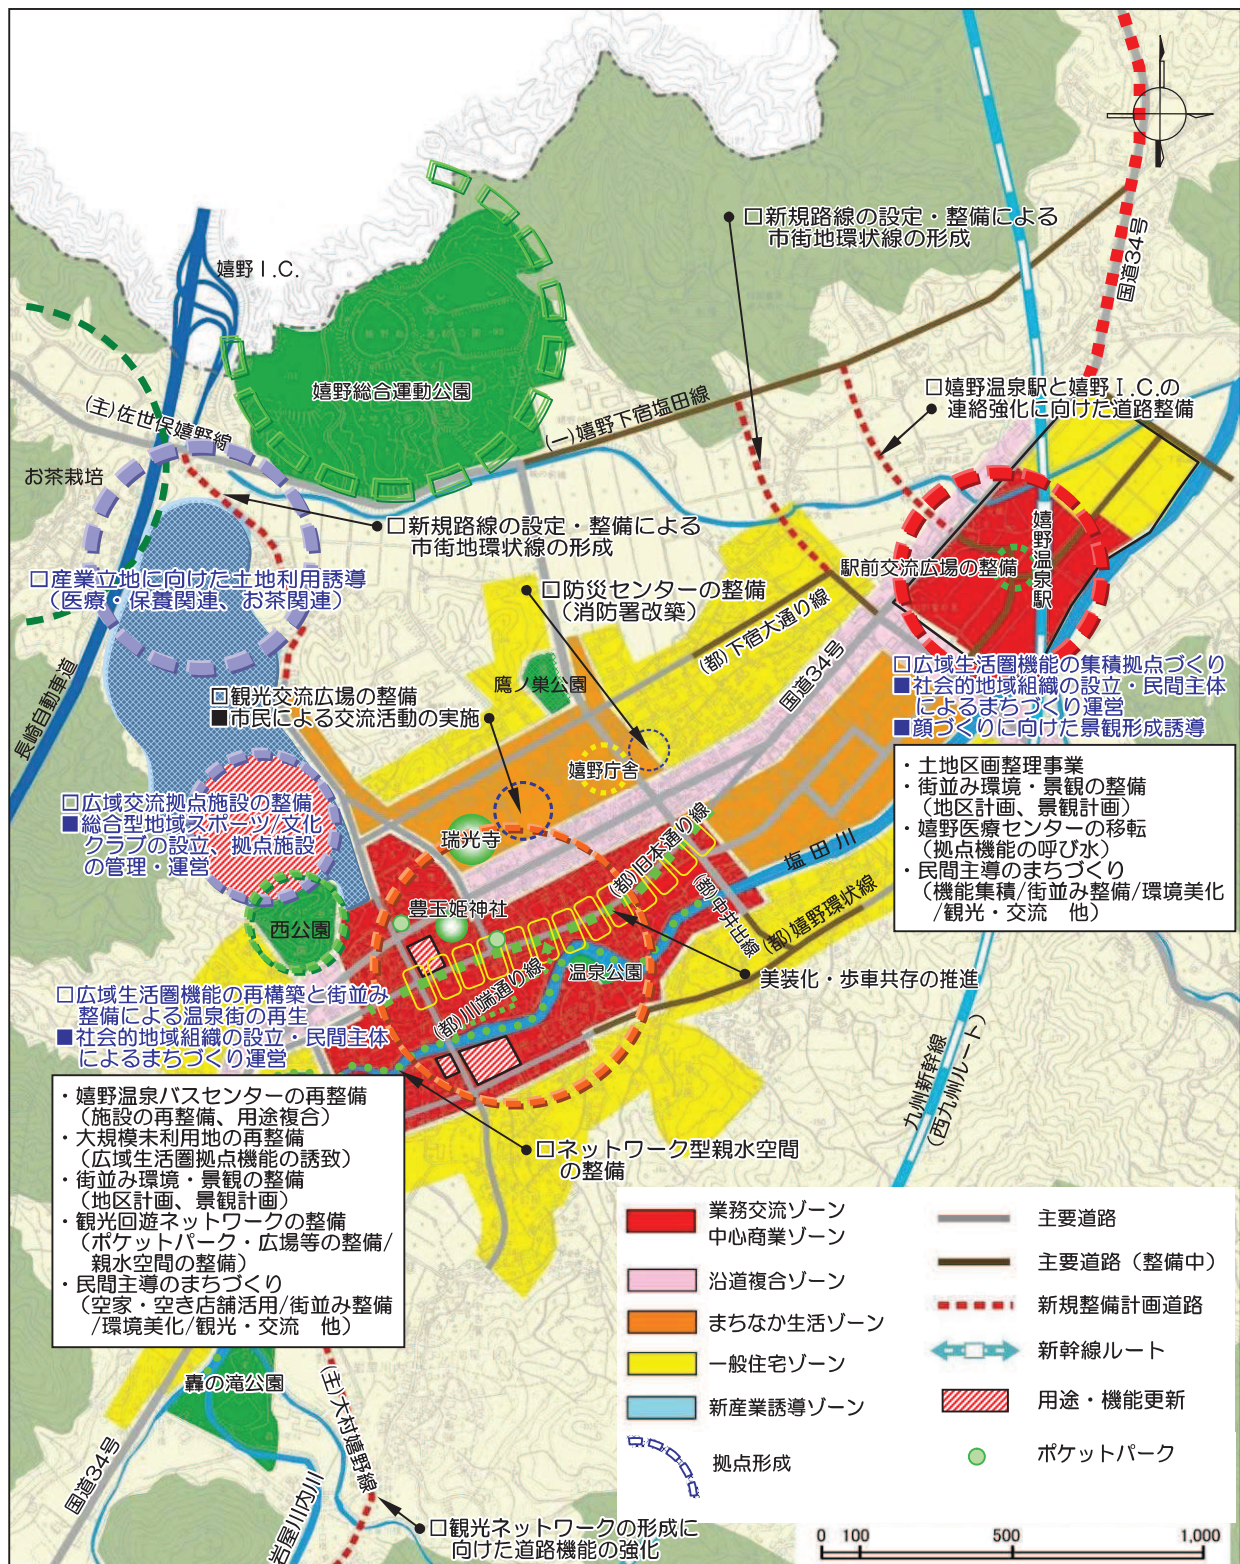 □新規路線の設定・整備による
市街地環状線の形成
国道34号
嬉野I.C.
嬉野総合運動公園
(主)佐世保嬉野線
(一)嬉野下宿塩田線
□嬉野温泉駅と嬉野I.C.の
連絡強化に向けた道路整備
お茶栽培
□新規路線の設定・整備による
市街地環状線の形成
嬉野温泉駅
駅前交流広場の整備
□産業立地に向けた土地利用誘導
(医療・保養関連、お茶関連)
□防災センターの整備
(消防署改築)
(都)下宿大通り線
国道34号
鷹ノ巣公園
□観光交流広場の整備
■市民による交流活動の実施
長崎自動車道
□広域生活圏機能の集積拠点づくり
■社会的地域組織の設立・民間主体
によるまちづくり運営
■顔づくりに向けた景観形成誘導
嬉野庁舎
・土地区画整理事業
・街並み環境・景観の整備
(地区計画、景観計画)
・嬉野医療センターの移転
(拠点機能の呼び水)
・民間主導のまちづくり
(機能集積/街並み整備/環境美化
/観光・交流 他)
□広域交流拠点施設の整備
■総合型地域スポーツ/文化
クラブの設立、拠点施設
の管理・運営
瑞光寺
塩田川
(都)旧本通り線
(都)中井出線
(都)嬉野環状線
豊玉姫神社
西公園
温泉公園
美装化・歩車共存の推進
(都)川端通り線
□広域生活圏機能の再構築と街並み
整備による温泉街の再生
■社会的地域組織の設立・民間主体
によるまちづくり運営
九州新幹線
(西九州ルート)
・嬉野温泉バスセンターの再整備
(施設の再整備、用途複合)
・大規模未利用地の再整備
(広域生活圏拠点機能の誘致)
・街並み環境・景観の整備
(地区計画、景観計画)
・観光回遊ネットワークの整備
(ポケットパーク・広場等の整備/
親水空間の整備)
・民間主導のまちづくり
(空家・空き店舗活用/街並み整備
/環境美化/観光・交流 他)
□ネットワーク型親水空間
の整備
業務交流ゾーン
中心商業ゾーン
沿道複合ゾーン
まちなか生活ゾーン
一般住宅ゾーン
新産業誘導ゾーン
拠点形成
主要道路
主要道路(整備中)
新規整備計画道路
新幹線ルート
用途・機能更新
ポケットパーク
轟の滝公園
(主)大村嬉野線
国道34号
岩屋川内川
□観光ネットワークの形成に
向けた道路機能の強化
0 100 500 1,000